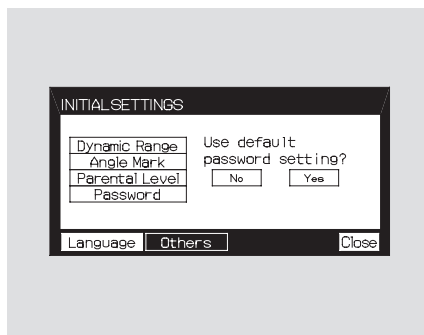 INITIAL SETTINGS
Dynamic Range
Angle Mark
Parental Level
Password
Use default
password setting?
No Yes
Language Others Close